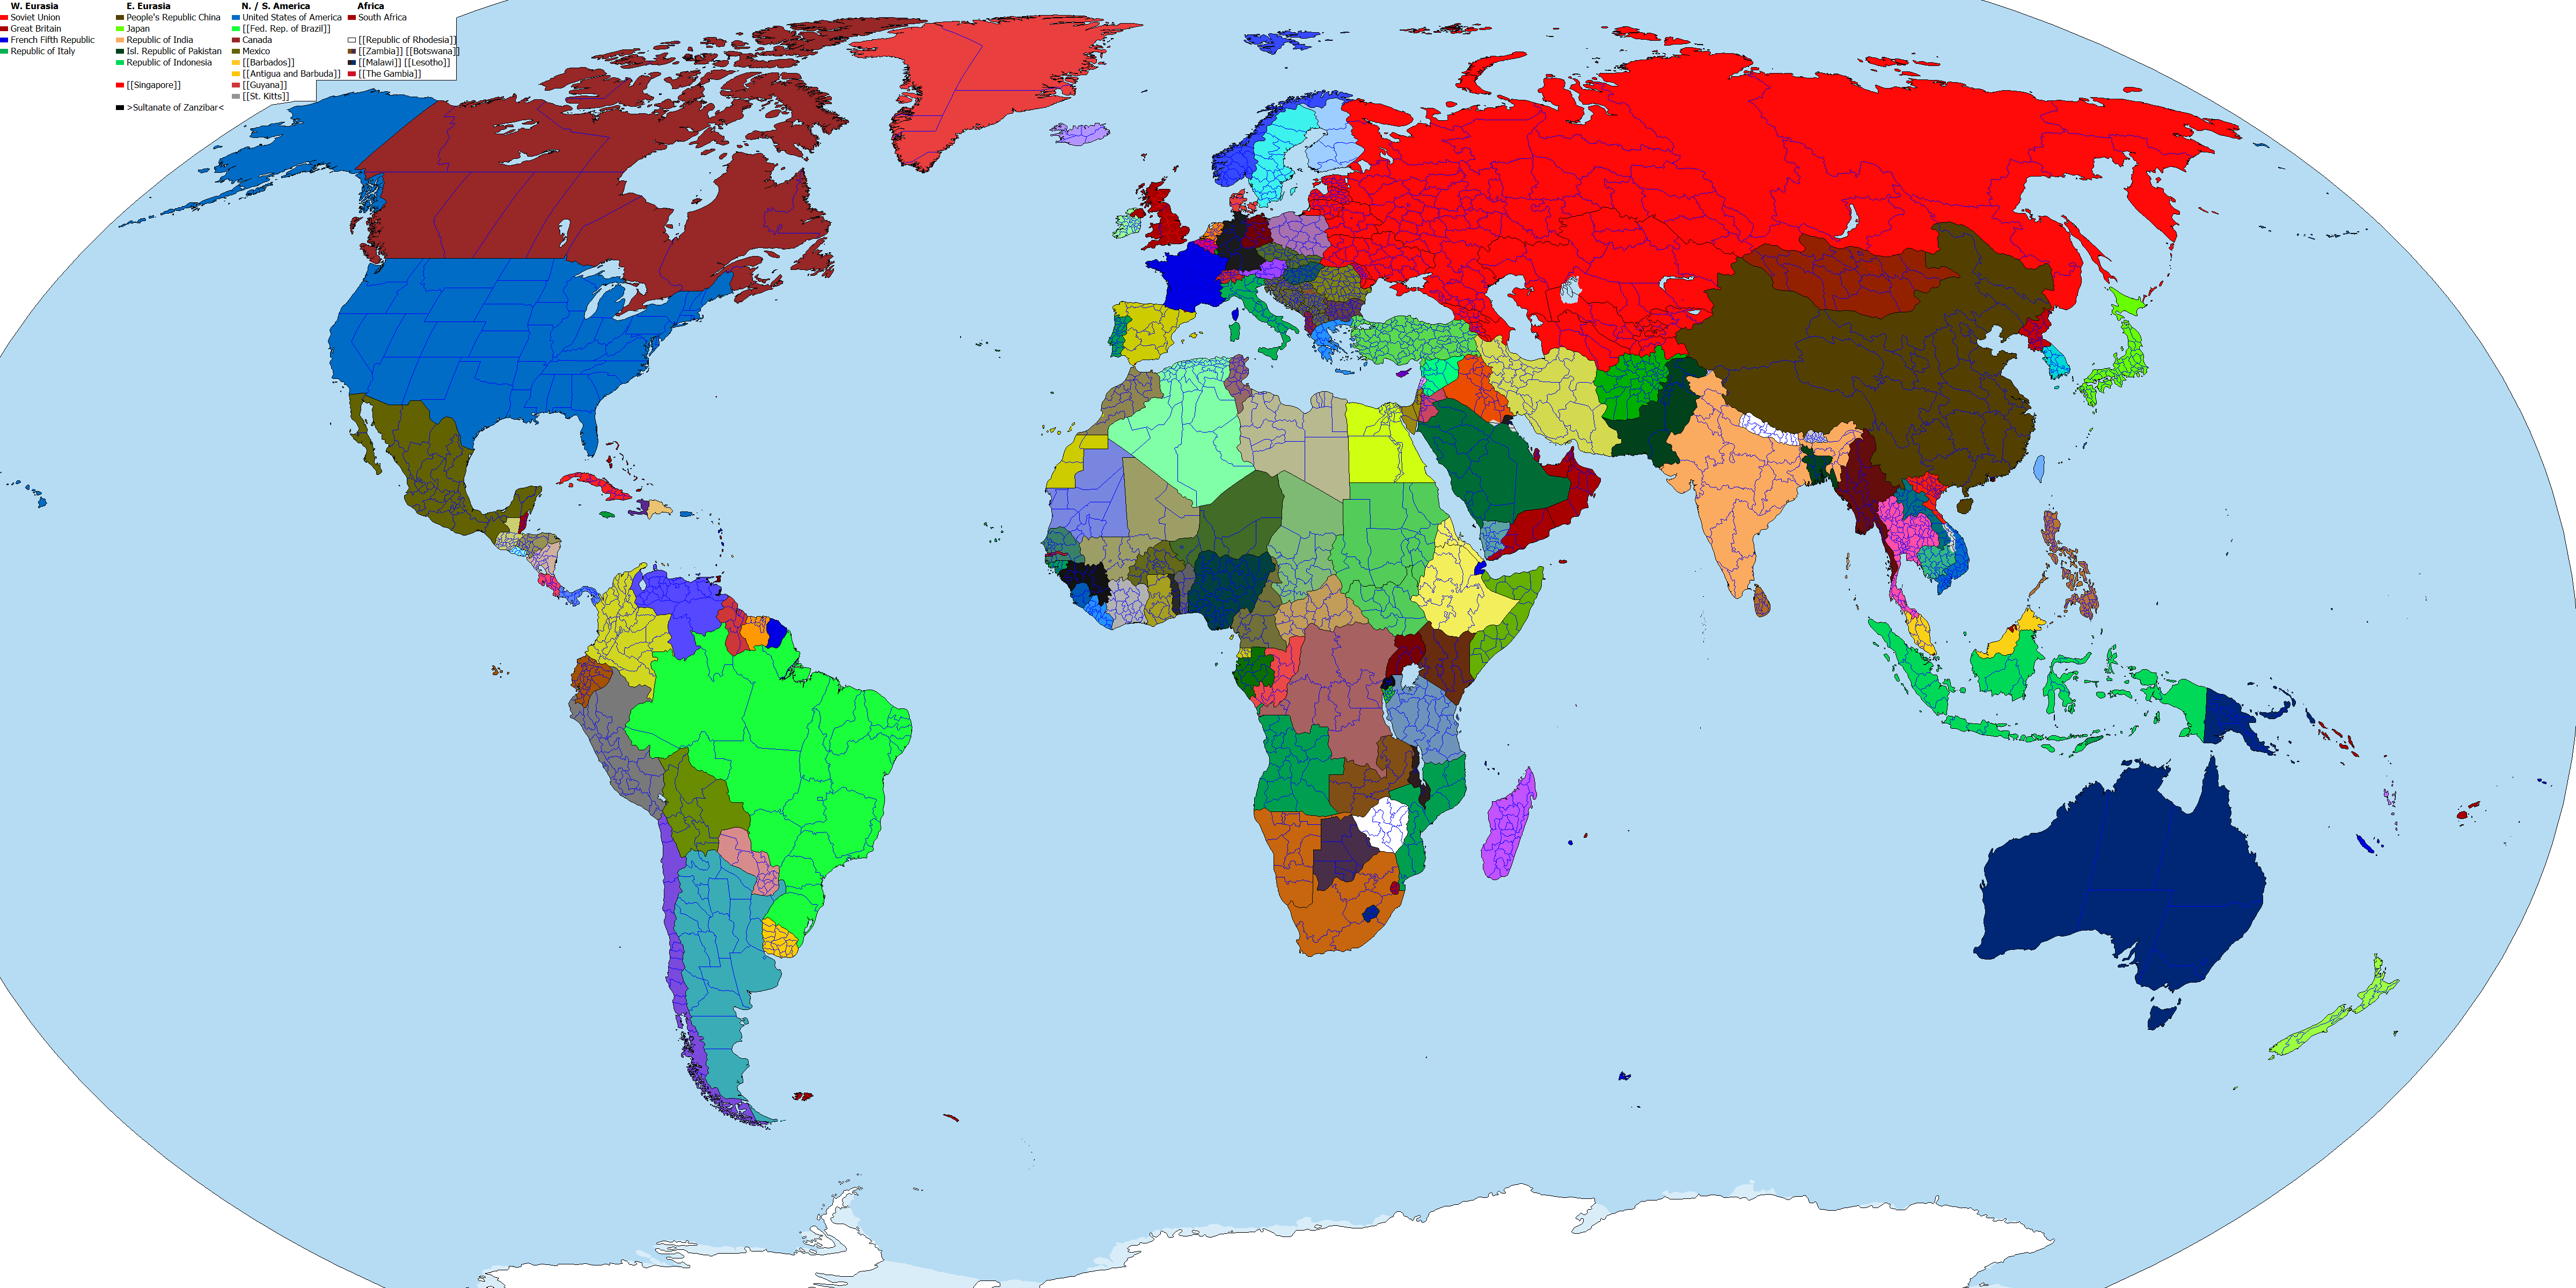 W. Eurasia
Soviet Union
Great Britain
French Fifth Republic
Republic of Italy
E. Eurasia
People's Republic China
Japan
Republic of India
Isl. Republic of Pakistan
Republic of Indonesia
[[Singapore]]
>Sultanate of Zanzibar<
N. / S. America
United States of America
[[Fed. Rep. of Brazil]]
Canada
Mexico
[[Barbados]]
[[Antigua and Barbuda]]
[[Guyana]]
[[St. Kitts]]
Africa
South Africa
[[Republic of Rhodesia]]
[[Zambia]] [[Botswana]]
[[Malawi]] [[Lesotho]]
[[The Gambia]]